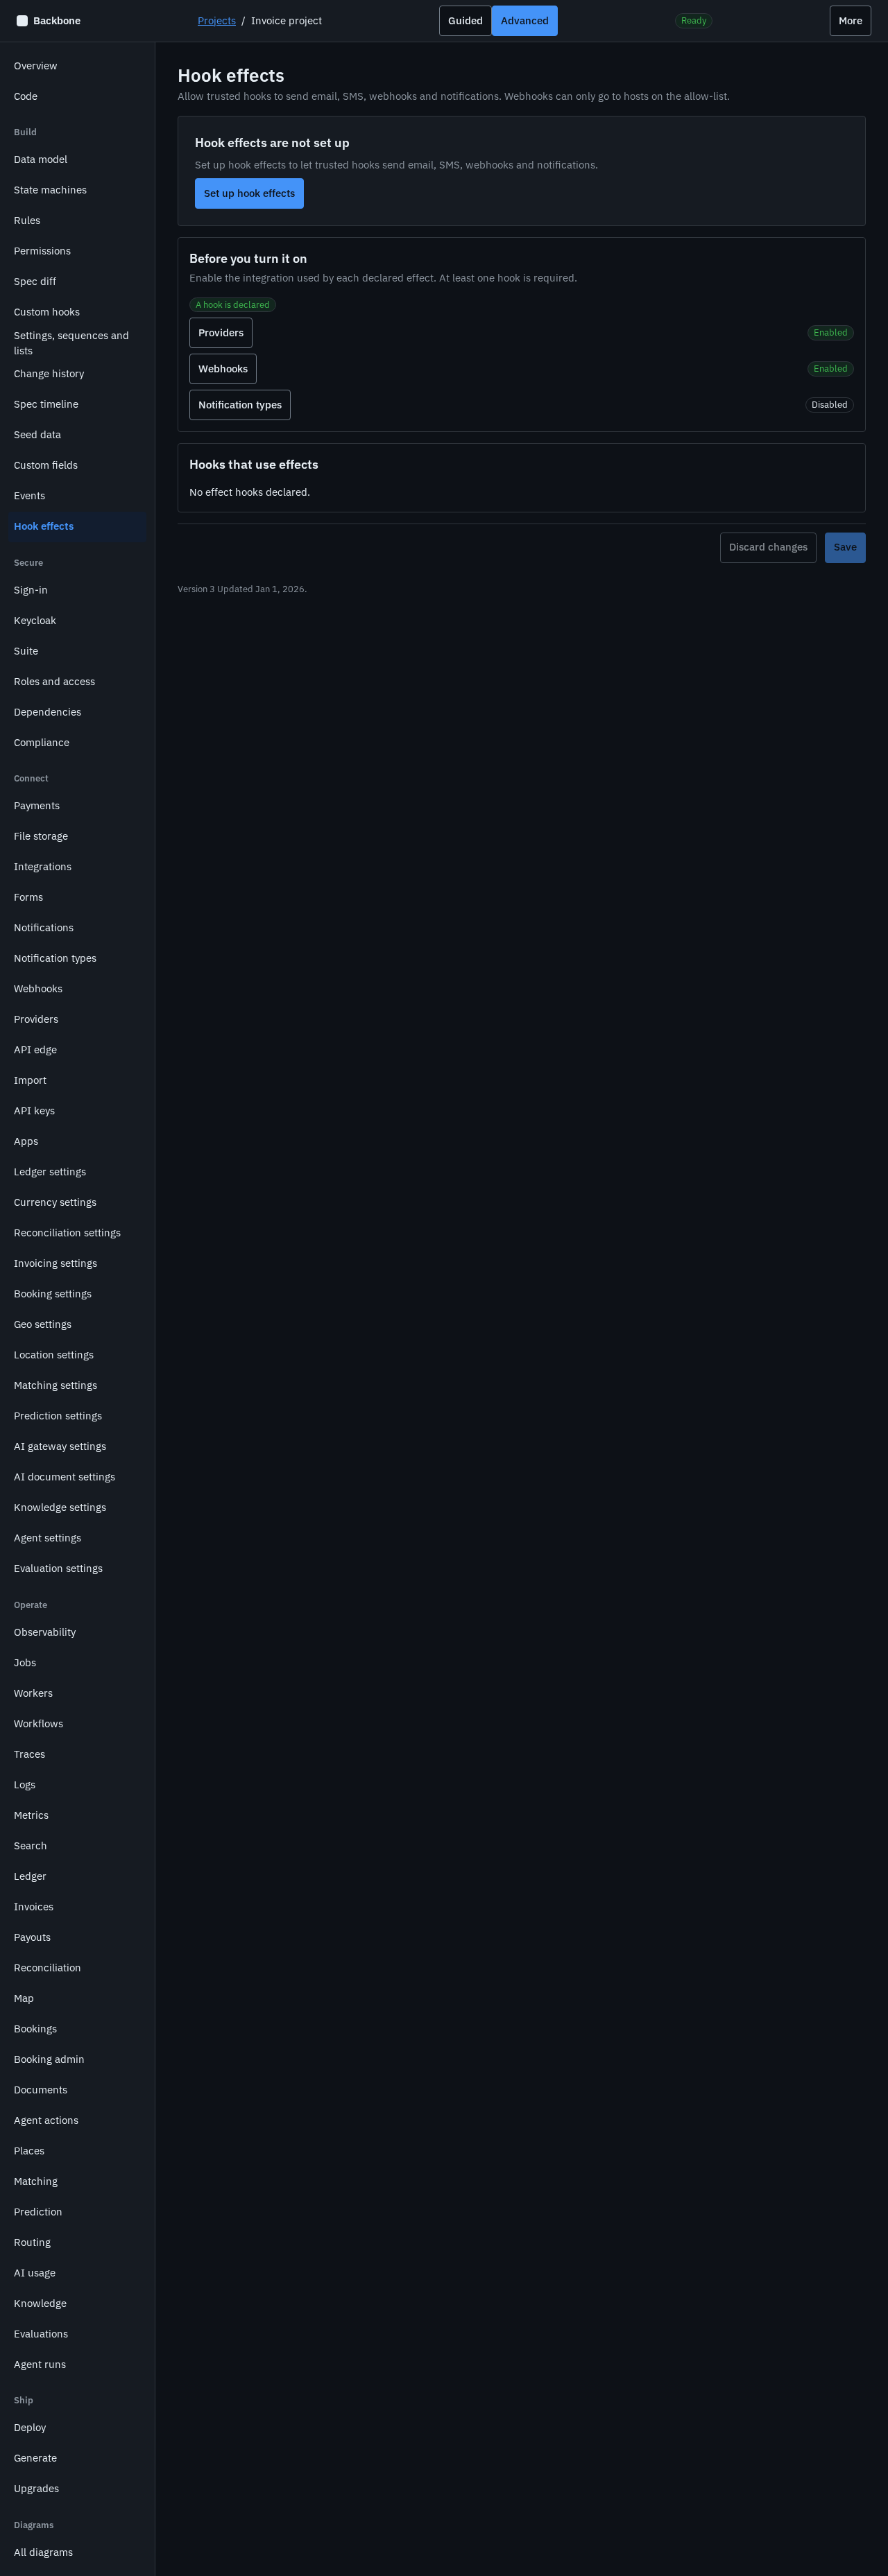 Backbone
Projects / Invoice project
Guided
Advanced
Ready
More
Overview
Code
Build
Data model
State machines
Rules
Permissions
Spec diff
Custom hooks
Settings, sequences and
lists
Change history
Spec timeline
Seed data
Custom fields
Events
Hook effects
Secure
Sign-in
Keycloak
Suite
Roles and access
Dependencies
Compliance
Connect
Payments
File storage
Integrations
Forms
Notifications
Notification types
Webhooks
Providers
API edge
Import
API keys
Apps
Ledger settings
Currency settings
Reconciliation settings
Invoicing settings
Booking settings
Geo settings
Location settings
Matching settings
Prediction settings
AI gateway settings
AI document settings
Knowledge settings
Agent settings
Evaluation settings
Operate
Observability
Jobs
Workers
Workflows
Traces
Logs
Metrics
Search
Ledger
Invoices
Payouts
Reconciliation
Map
Bookings
Booking admin
Documents
Agent actions
Places
Matching
Prediction
Routing
AI usage
Knowledge
Evaluations
Agent runs
Ship
Deploy
Generate
Upgrades
Diagrams
All diagrams
Hook effects
Allow trusted hooks to send email, SMS, webhooks and notifications. Webhooks can only go to hosts on the allow-list.
Hook effects are not set up
Set up hook effects to let trusted hooks send email, SMS, webhooks and notifications.
Set up hook effects
Before you turn it on
Enable the integration used by each declared effect. At least one hook is required.
A hook is declared
Providers
Enabled
Webhooks
Enabled
Notification types
Disabled
Hooks that use effects
No effect hooks declared.
Discard changes
Save
Version 3 Updated Jan 1, 2026.